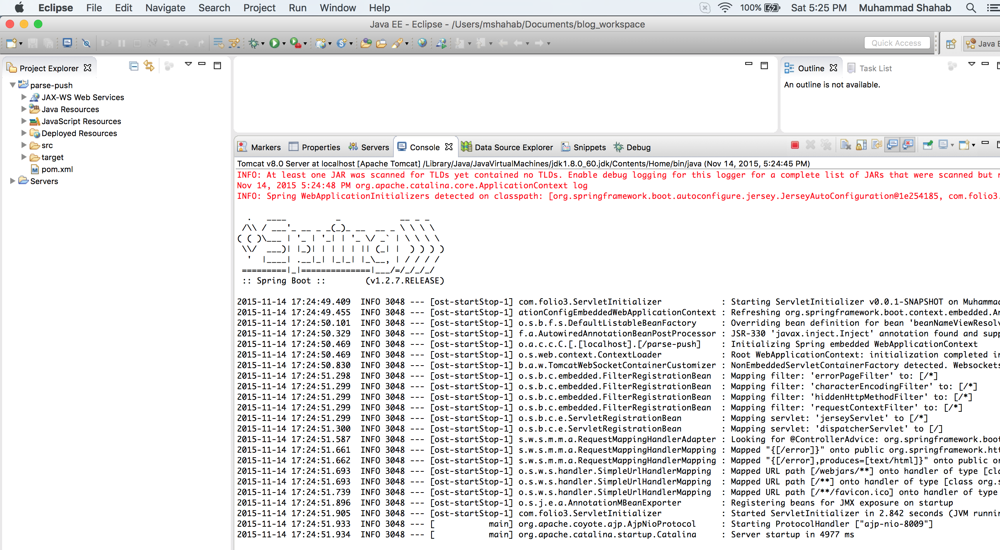 Eclipse File Edit Navigate Search Project Run Window Help 100% Sat 5:25 PM Muhammad Shahab
Java EE - Eclipse - /Users/mshahab/Documents/blog_workspace
Quick Access Java E
Project Explorer
parse-push
JAX-WS Web Services
Java Resources
JavaScript Resources
Deployed Resources
src
target
pom.xml
Servers
Outline Task List
An outline is not available.
Markers Properties Servers Console Data Source Explorer Snippets Debug
Tomcat v8.0 Server at localhost [Apache Tomcat] /Library/Java/JavaVirtualMachines/jdk1.8.0_60.jdk/Contents/Home/bin/java (Nov 14, 2015, 5:24:45 PM)
INFO: At least one JAR was scanned for TLDs yet contained no TLDs. Enable debug logging for this logger for a complete list of JARs that were scanned but
Nov 14, 2015 5:24:48 PM org.apache.catalina.core.ApplicationContext log
INFO: Spring WebApplicationInitializers detected on classpath: [org.springframework.boot.autoconfigure.jersey.JerseyAutoConfiguration@1e254185, com.folio3.
:: Spring Boot :: (v1.2.7.RELEASE)
2015-11-14 17:24:49.409 INFO 3048 --- [ost-startStop-1] com.folio3.ServletInitializer : Starting ServletInitializer v0.0.1-SNAPSHOT on Muhammad
2015-11-14 17:24:49.455 INFO 3048 --- [ost-startStop-1] ationConfigEmbeddedWebApplicationContext : Refreshing org.springframework.boot.context.embedded.An
2015-11-14 17:24:50.101 INFO 3048 --- [ost-startStop-1] o.s.b.f.s.DefaultListableBeanFactory : Overriding bean definition for bean 'beanNameViewResolv
2015-11-14 17:24:50.329 INFO 3048 --- [ost-startStop-1] f.a.AutowiredAnnotationBeanPostProcessor : JSR-330 'javax.inject.Inject' annotation found and supp
2015-11-14 17:24:50.469 INFO 3048 --- [ost-startStop-1] o.a.c.c.C.[.[localhost].[/parse-push] : Initializing Spring embedded WebApplicationContext
2015-11-14 17:24:50.469 INFO 3048 --- [ost-startStop-1] o.s.web.context.ContextLoader : Root WebApplicationContext: initialization completed in
2015-11-14 17:24:50.830 INFO 3048 --- [ost-startStop-1] b.a.w.TomcatWebSocketContainerCustomizer : NonEmbeddedServletContainerFactory detected. Websockets
2015-11-14 17:24:51.298 INFO 3048 --- [ost-startStop-1] o.s.b.c.embedded.FilterRegistrationBean : Mapping filter: 'errorPageFilter' to: [/*]
2015-11-14 17:24:51.299 INFO 3048 --- [ost-startStop-1] o.s.b.c.embedded.FilterRegistrationBean : Mapping filter: 'characterEncodingFilter' to: [/*]
2015-11-14 17:24:51.299 INFO 3048 --- [ost-startStop-1] o.s.b.c.embedded.FilterRegistrationBean : Mapping filter: 'hiddenHttpMethodFilter' to: [/*]
2015-11-14 17:24:51.299 INFO 3048 --- [ost-startStop-1] o.s.b.c.embedded.FilterRegistrationBean : Mapping filter: 'requestContextFilter' to: [/*]
2015-11-14 17:24:51.299 INFO 3048 --- [ost-startStop-1] o.s.b.c.e.ServletRegistrationBean : Mapping servlet: 'jerseyServlet' to [/*]
2015-11-14 17:24:51.300 INFO 3048 --- [ost-startStop-1] o.s.b.c.e.ServletRegistrationBean : Mapping servlet: 'dispatcherServlet' to [/]
2015-11-14 17:24:51.587 INFO 3048 --- [ost-startStop-1] s.w.s.m.m.a.RequestMappingHandlerAdapter : Looking for @ControllerAdvice: org.springframework.boot
2015-11-14 17:24:51.661 INFO 3048 --- [ost-startStop-1] s.w.s.m.m.a.RequestMappingHandlerMapping : Mapped "{[/error]}" onto public org.springframework.htt
2015-11-14 17:24:51.662 INFO 3048 --- [ost-startStop-1] s.w.s.m.m.a.RequestMappingHandlerMapping : Mapped "{[/error],produces=[text/html]}" onto public or
2015-11-14 17:24:51.693 INFO 3048 --- [ost-startStop-1] o.s.w.s.handler.SimpleUrlHandlerMapping : Mapped URL path [/webjars/**] onto handler of type [cla
2015-11-14 17:24:51.693 INFO 3048 --- [ost-startStop-1] o.s.w.s.handler.SimpleUrlHandlerMapping : Mapped URL path [/**] onto handler of type [class org.s
2015-11-14 17:24:51.739 INFO 3048 --- [ost-startStop-1] o.s.w.s.handler.SimpleUrlHandlerMapping : Mapped URL path [/**/favicon.ico] onto handler of type
2015-11-14 17:24:51.896 INFO 3048 --- [ost-startStop-1] o.s.j.e.a.AnnotationMBeanExporter : Registering beans for JMX exposure on startup
2015-11-14 17:24:51.905 INFO 3048 --- [ost-startStop-1] com.folio3.ServletInitializer : Started ServletInitializer in 2.842 seconds (JVM runnin
2015-11-14 17:24:51.933 INFO 3048 --- [ main] org.apache.coyote.ajp.AjpNioProtocol : Starting ProtocolHandler ["ajp-nio-8009"]
2015-11-14 17:24:51.934 INFO 3048 --- [ main] org.apache.catalina.startup.Catalina : Server startup in 4977 ms